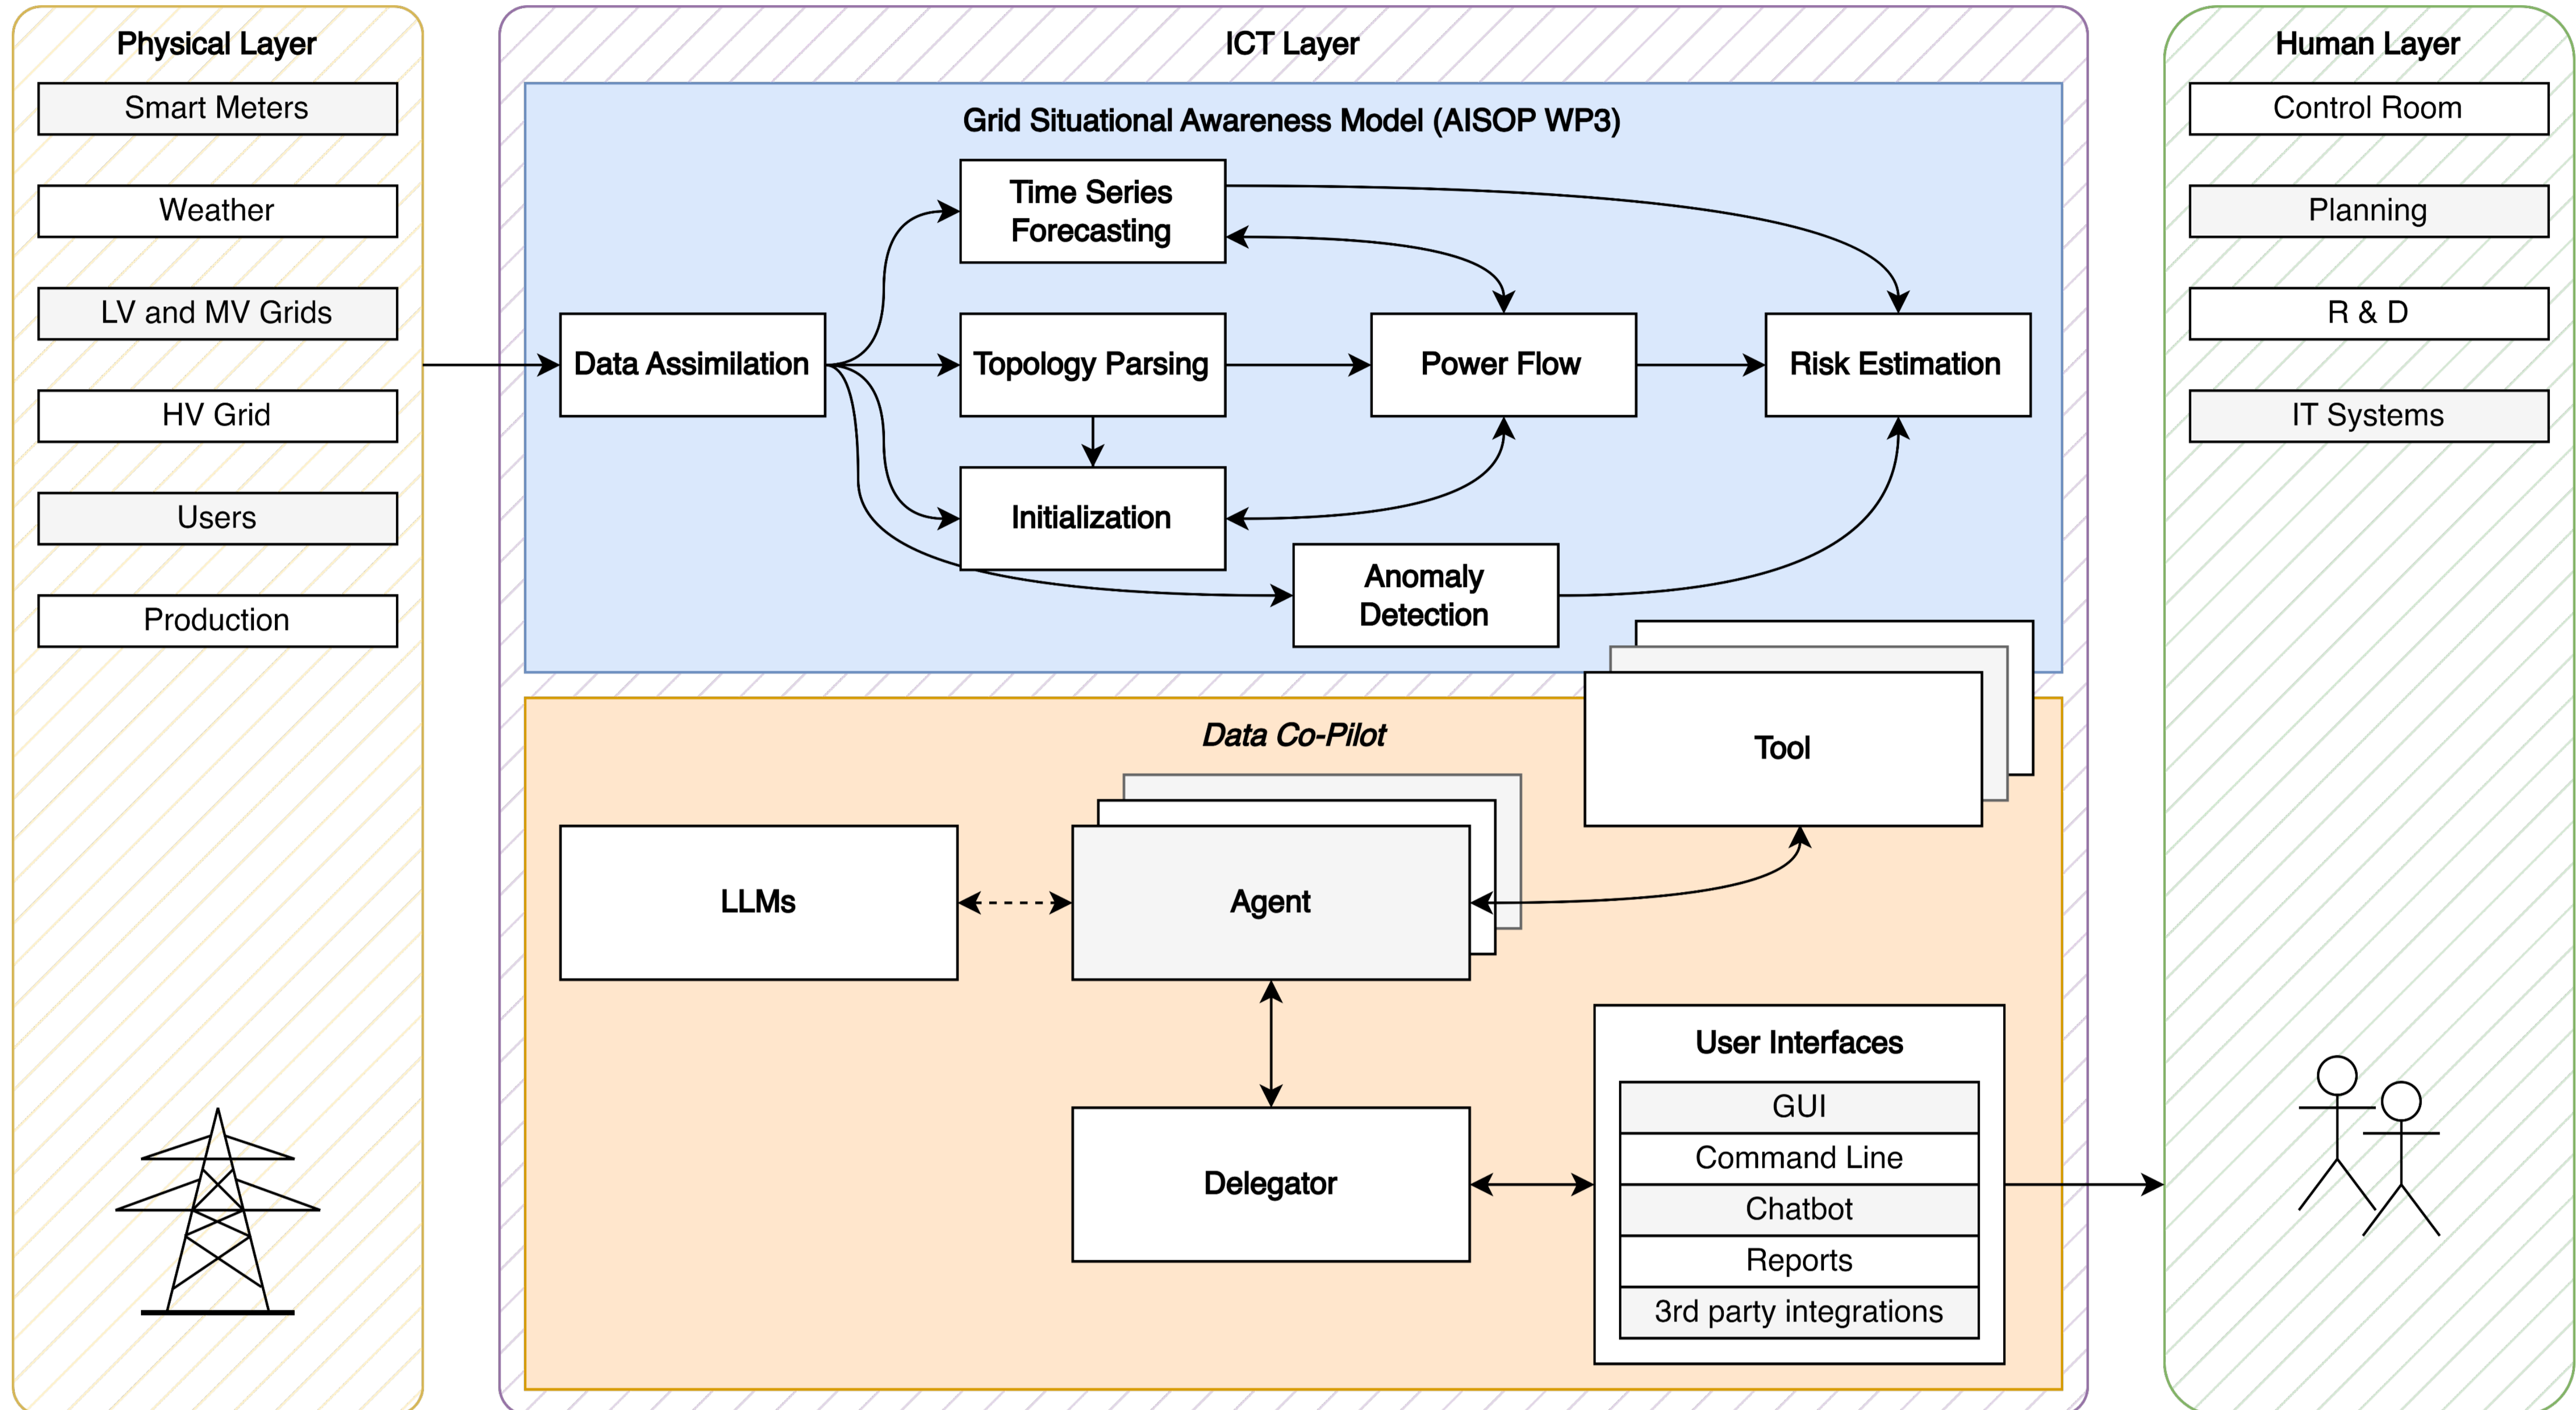 Physical Layer
Smart Meters
Weather
LV and MV Grids
HV Grid
Users
Production
ICT Layer
Grid Situational Awareness Model (AISOP WP3)
Time Series
Forecasting
Data Assimilation
Topology Parsing
Power Flow
Risk Estimation
Initialization
Anomaly
Detection
Data Co-Pilot
Tool
LLMs
Agent
Delegator
User Interfaces
GUI
Command Line
Chatbot
Reports
3rd party integrations
Human Layer
Control Room
Planning
R & D
IT Systems